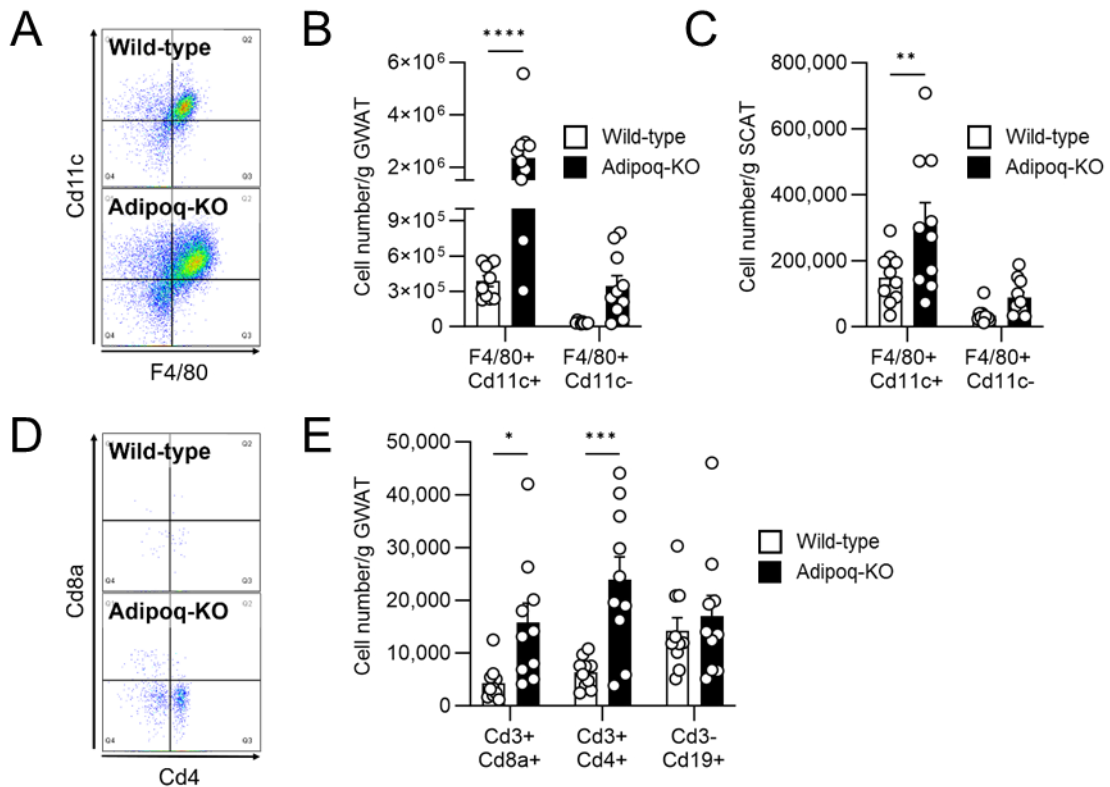 A
Cd11c
Wild-type
Q2
Q4
Q3
Adipoq-KO
Q2
Q4
Q3
F4/80
B
****
Cell number/g GWAT
6×10⁶
4×10⁶
2×10⁶
9×10⁵
6×10⁵
3×10⁵
0
F4/80+
Cd11c+
F4/80+
Cd11c-
Wild-type
Adipoq-KO
C
**
Cell number/g SCAT
800,000
600,000
400,000
200,000
0
F4/80+
Cd11c+
F4/80+
Cd11c-
Wild-type
Adipoq-KO
D
Cd8a
Wild-type
Q2
Q4
Q3
Adipoq-KO
Q2
Q4
Q3
Cd4
E
*
***
Cell number/g GWAT
50,000
40,000
30,000
20,000
10,000
0
Cd3+
Cd8a+
Cd3+
Cd4+
Cd3-
Cd19+
Wild-type
Adipoq-KO